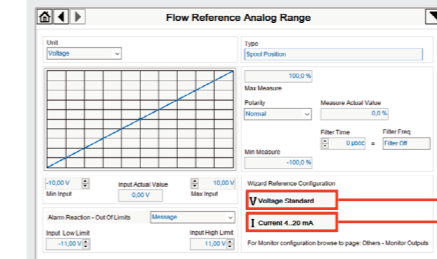 Flow Reference Analog Range
Unit
Voltage
-10,00 V
10,00 V
Min Input
Input Actual Value
Max Input
0,00 V
Alarm Reaction - Out Of Limits
Message
Input Low Limit
Input High Limit
-11,00 V
11,00 V
Type
Spool Position
100,0 %
Max Measure
Polarity
Measure Actual Value
Normal
0,0 %
Filter Time
Filter Freq.
0 µsec = Filter Off
Min Measure
-100,0 %
Wizard Reference Configuration
V Voltage Standard
I Current 4..20 mA
For Monitor configuration browse to page: Others - Monitor Outputs